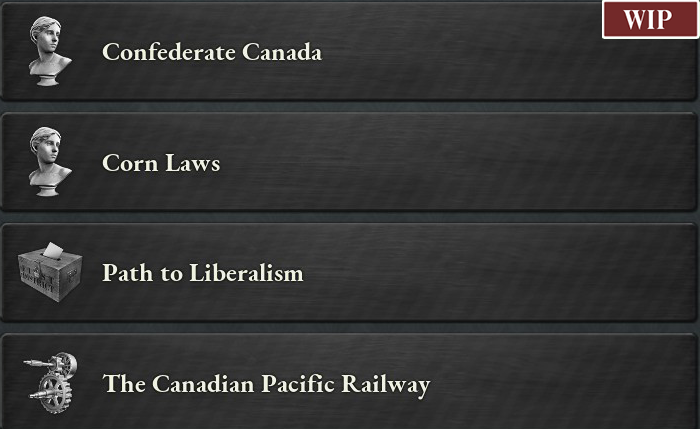 WIP
Confederate Canada
Corn Laws
Path to Liberalism
The Canadian Pacific Railway